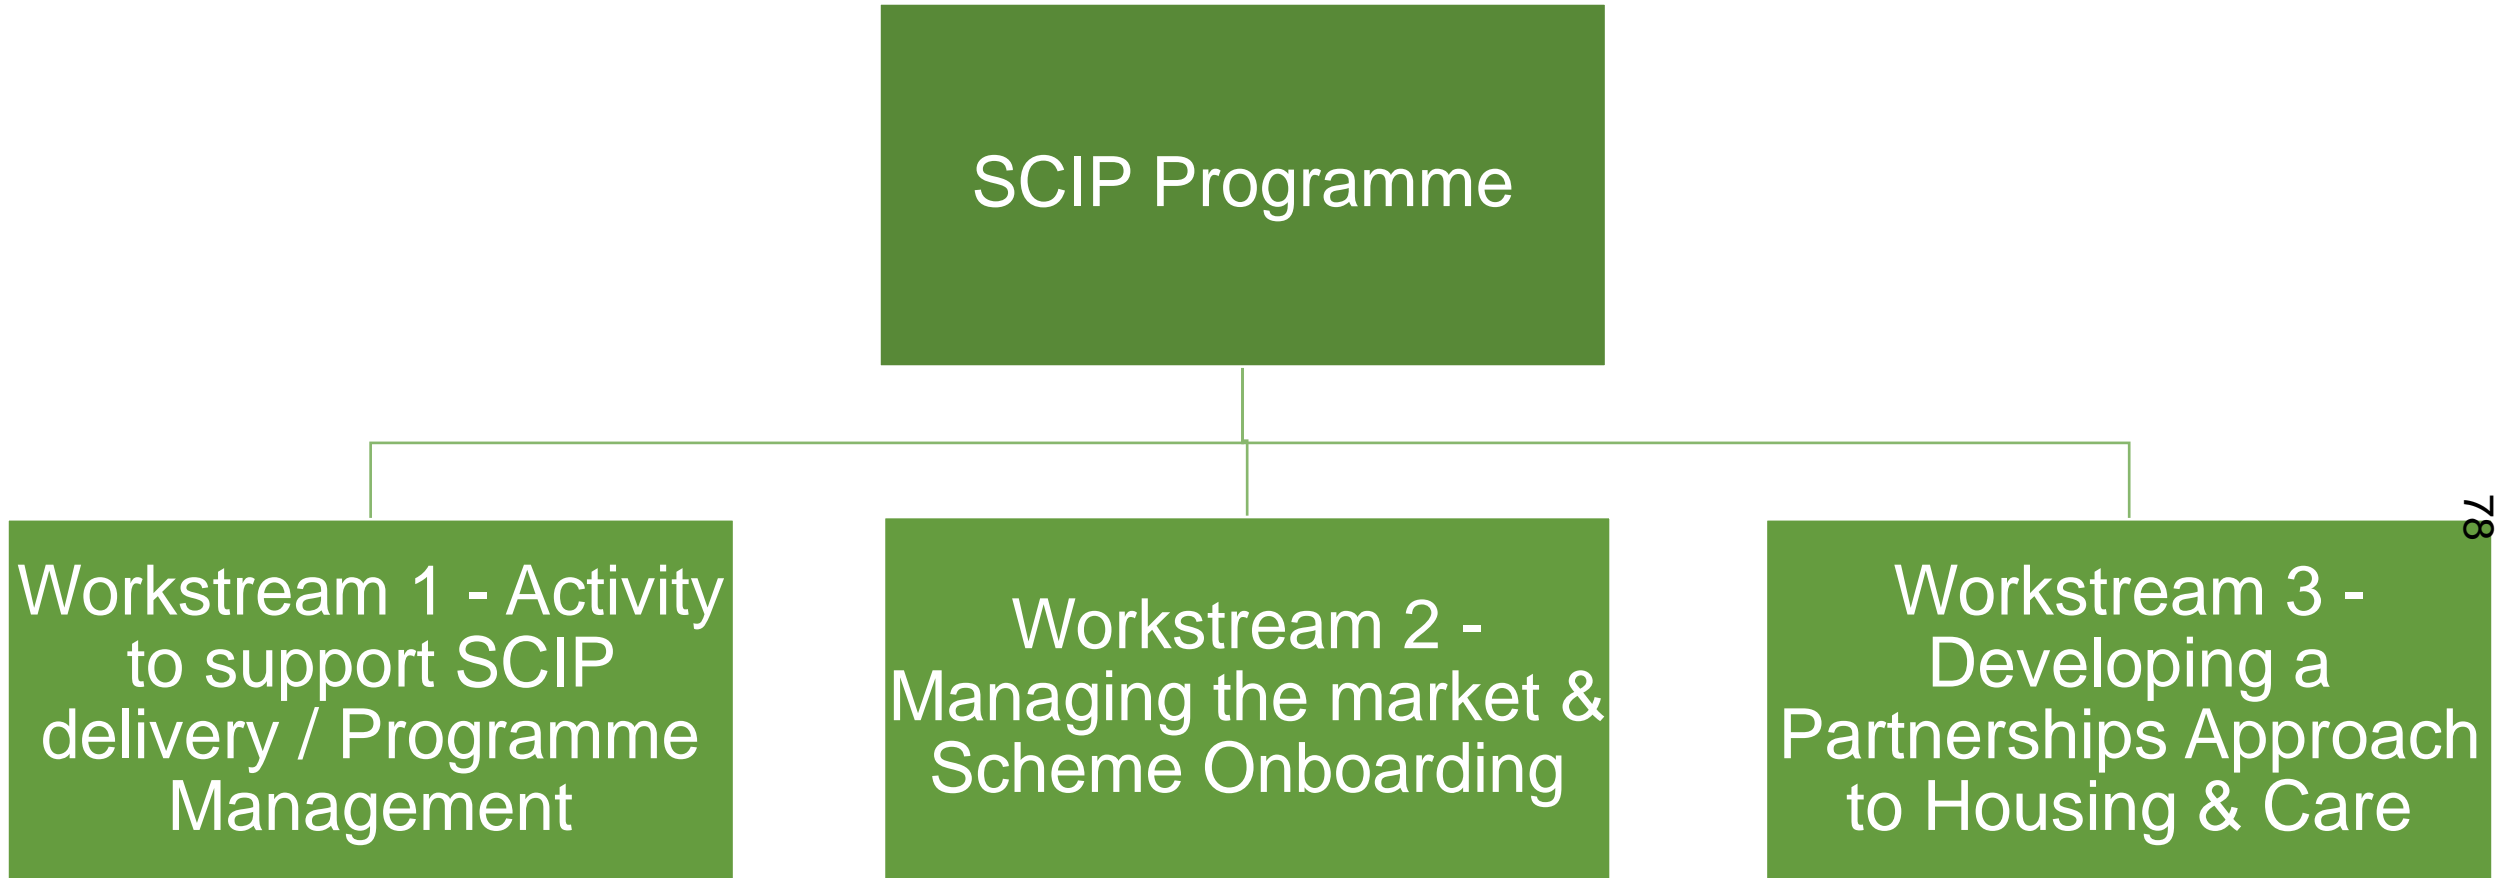 SCIP Programme
Workstream 1 - Activity
to support SCIP
delivery / Programme
Management
Workstream 2 -
Managing the market &
Scheme Onboarding
Workstream 3 -
Developing a
Partnerships Approach
to Housing & Care
78